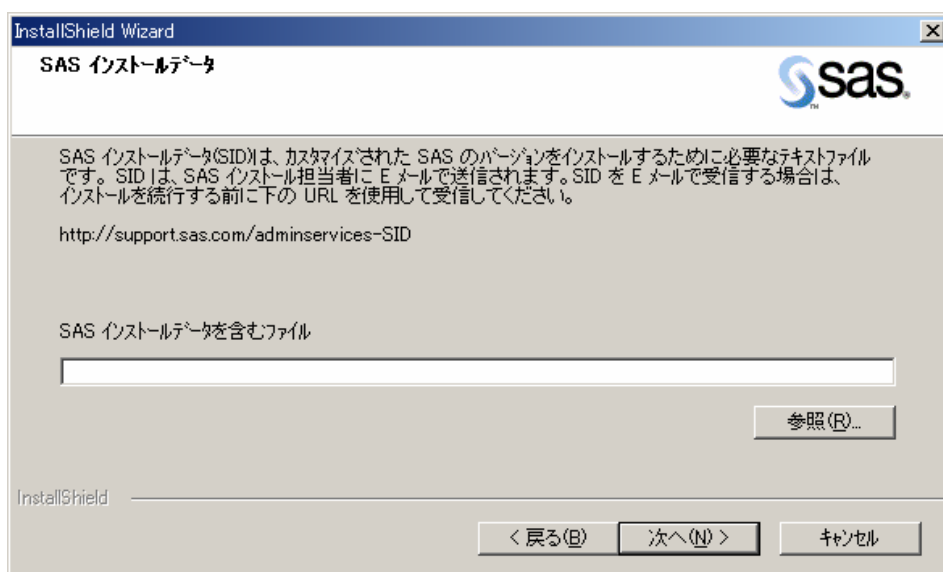 InstallShield Wizard
SAS インストールデータ
sas
TM
SAS インストールデータ(SID)は、カスタマイズされた SAS のバージョンをインストールするために必要なテキストファイル
です。SID は、SAS インストール担当者に E メールで送信されます。SID を E メールで受信する場合は、
インストールを続行する前に下の URL を使用して受信してください。
http://support.sas.com/adminservices-SID
SAS インストールデータを含むファイル
参照(R)...
InstallShield
< 戻る(B)
次へ(N) >
キャンセル